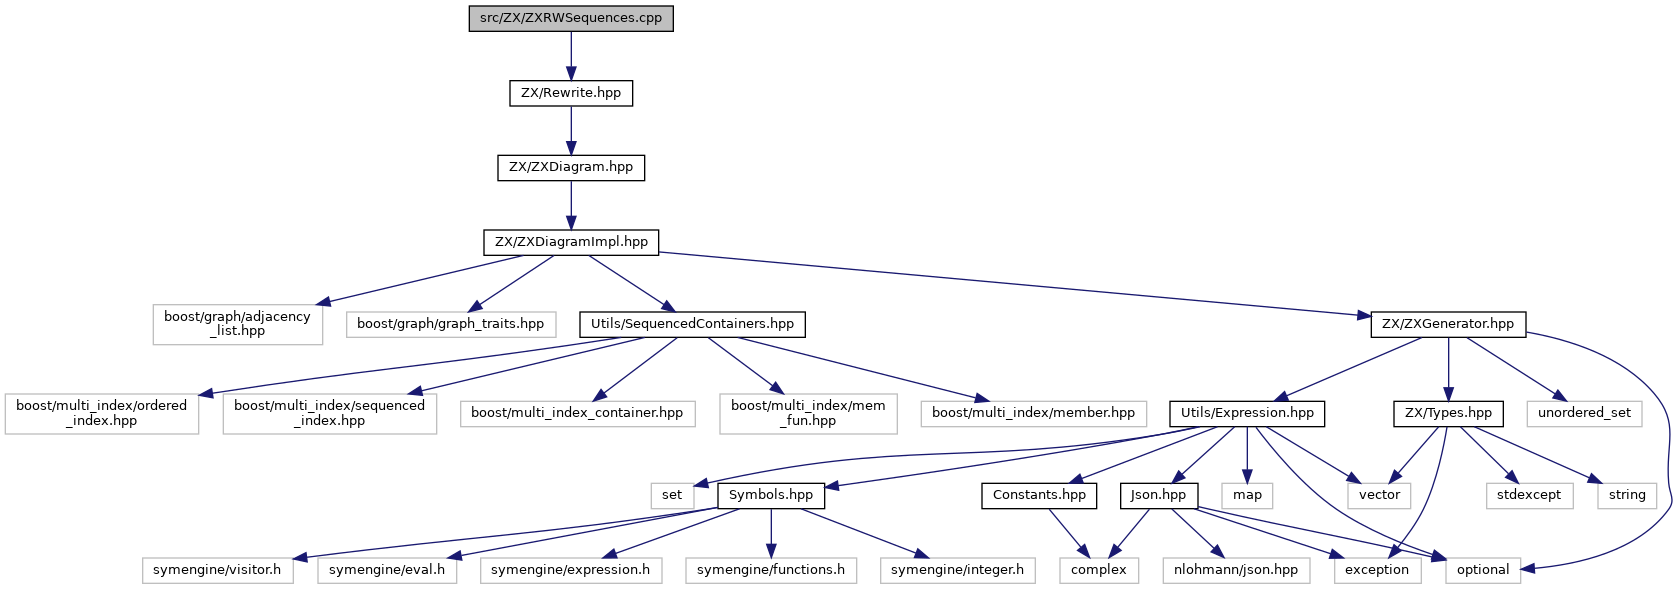 src/ZX/ZXRWSequences.cpp
ZX/Rewrite.hpp
ZX/ZXDiagram.hpp
ZX/ZXDiagramImpl.hpp
boost/graph/adjacency
_list.hpp
boost/graph/graph_traits.hpp
Utils/SequencedContainers.hpp
ZX/ZXGenerator.hpp
boost/multi_index/ordered
_index.hpp
boost/multi_index/sequenced
_index.hpp
boost/multi_index_container.hpp
boost/multi_index/mem
_fun.hpp
boost/multi_index/member.hpp
Utils/Expression.hpp
ZX/Types.hpp
unordered_set
set
Symbols.hpp
Constants.hpp
Json.hpp
map
vector
stdexcept
string
symengine/visitor.h
symengine/eval.h
symengine/expression.h
symengine/functions.h
symengine/integer.h
complex
nlohmann/json.hpp
exception
optional